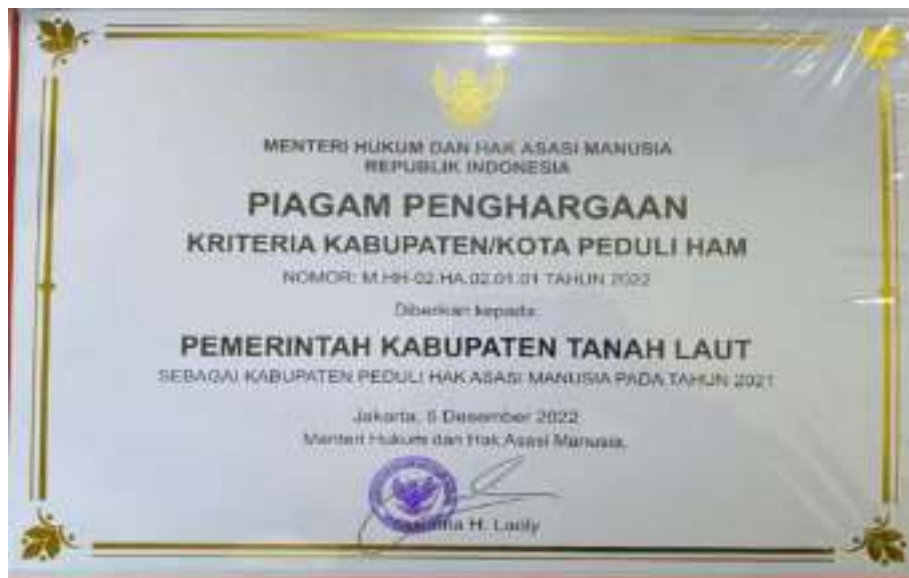 MENTERI HUKUM DAN HAK ASASI MANUSIA
REPUBLIK INDONESIA
PIAGAM PENGHARGAAN
KRITERIA KABUPATEN/KOTA PEDULI HAM
NOMOR: M.HH-02.HA.02.01.01 TAHUN 2022
Diberikan kepada:
PEMERINTAH KABUPATEN TANAH LAUT
SEBAGAI KABUPATEN PEDULI HAK ASASI MANUSIA PADA TAHUN 2021
Jakarta, 5 Desember 2022
Menteri Hukum dan Hak Asasi Manusia,
H. Laoly